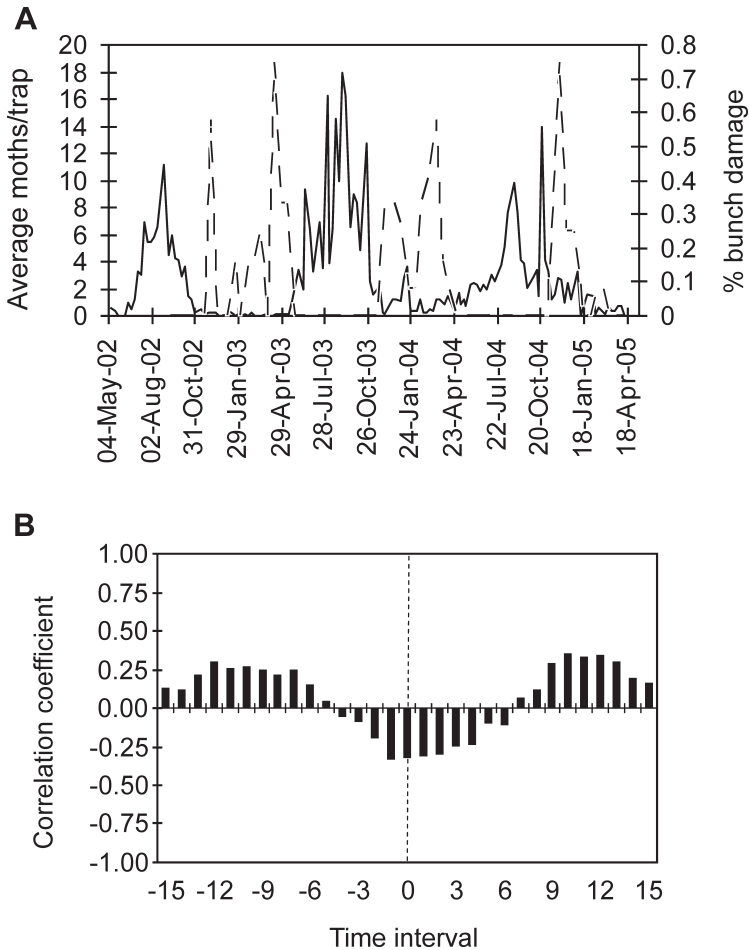 A
20
18
16
14
12
10
8
6
4
2
0
Average moths/trap
0.8
0.7
0.6
0.5
0.4
0.3
0.2
0.1
0
% bunch damage
04-May-02
02-Aug-02
31-Oct-02
29-Jan-03
29-Apr-03
28-Jul-03
26-Oct-03
24-Jan-04
23-Apr-04
22-Jul-04
20-Oct-04
18-Jan-05
18-Apr-05
B
1.00
0.75
0.50
0.25
0.00
-0.25
-0.50
-0.75
-1.00
Correlation coefficient
-15 -12 -9 -6 -3 0 3 6 9 12 15
Time interval